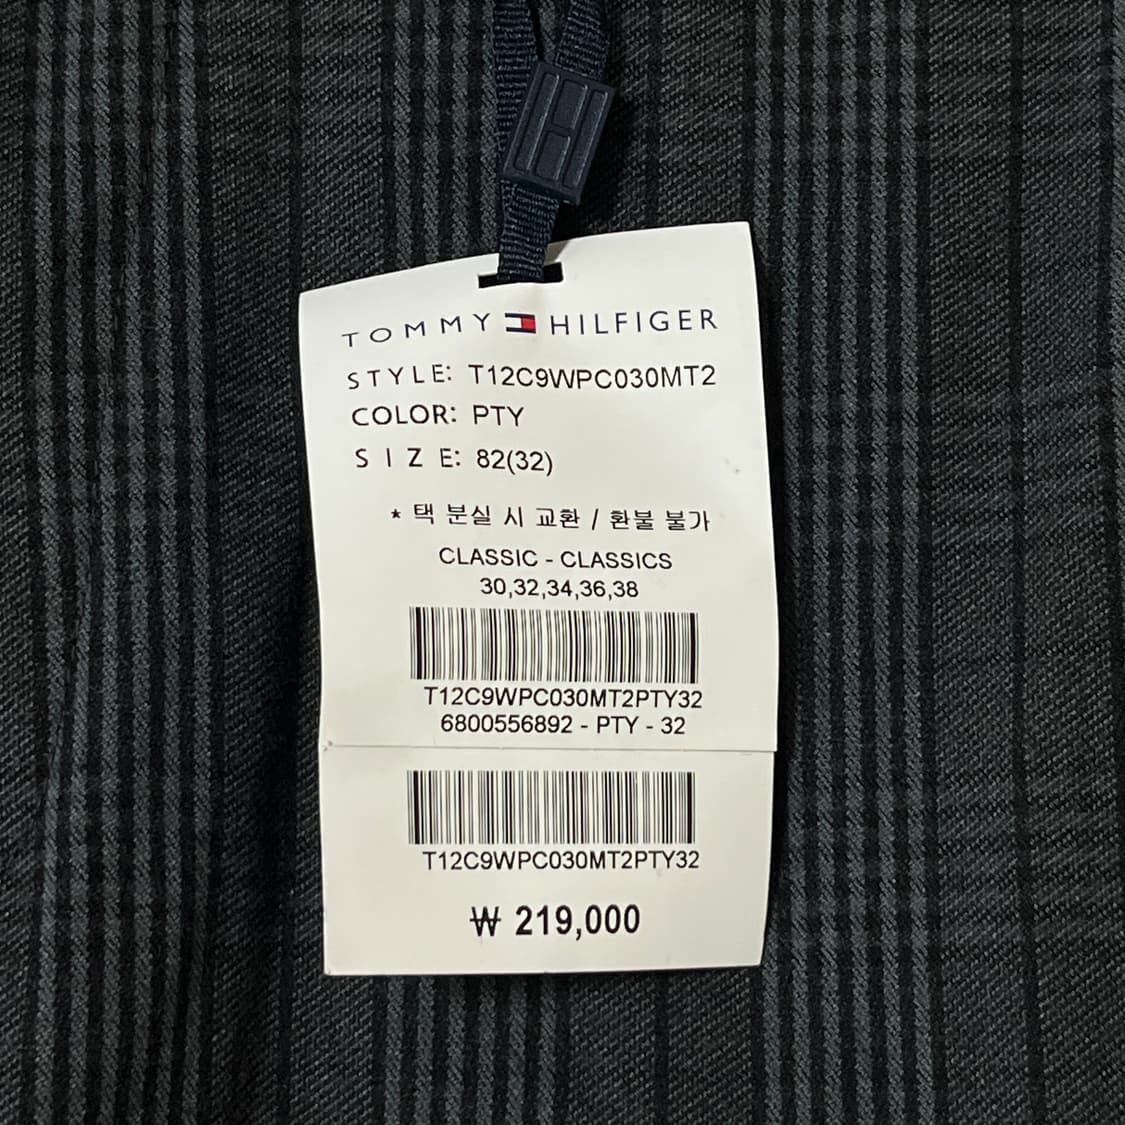 TOMMY HILFIGER
STYLE: T12C9WPC030MT2
COLOR: PTY
SIZE: 82(32)
* 택 분실 시 교환 / 환불 불가
CLASSIC - CLASSICS
30,32,34,36,38
T12C9WPC030MT2PTY32
6800556892 - PTY - 32
T12C9WPC030MT2PTY32
₩ 219,000